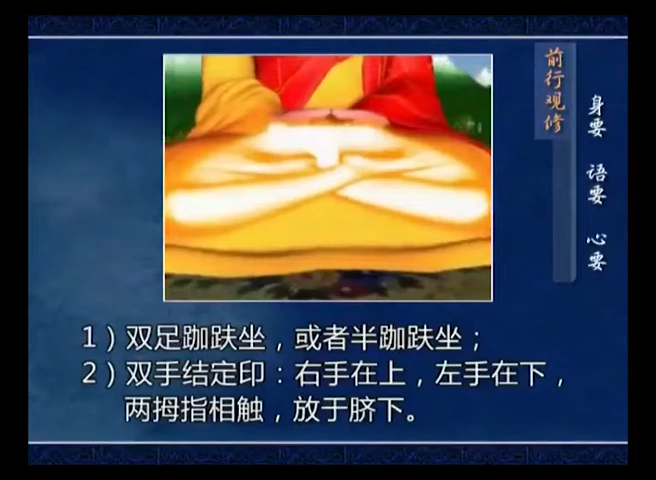 前行观修
身要 语要 心要
1）双足跏趺坐，或者半跏趺坐；
2）双手结定印：右手在上，左手在下，
两拇指相触，放于脐下。